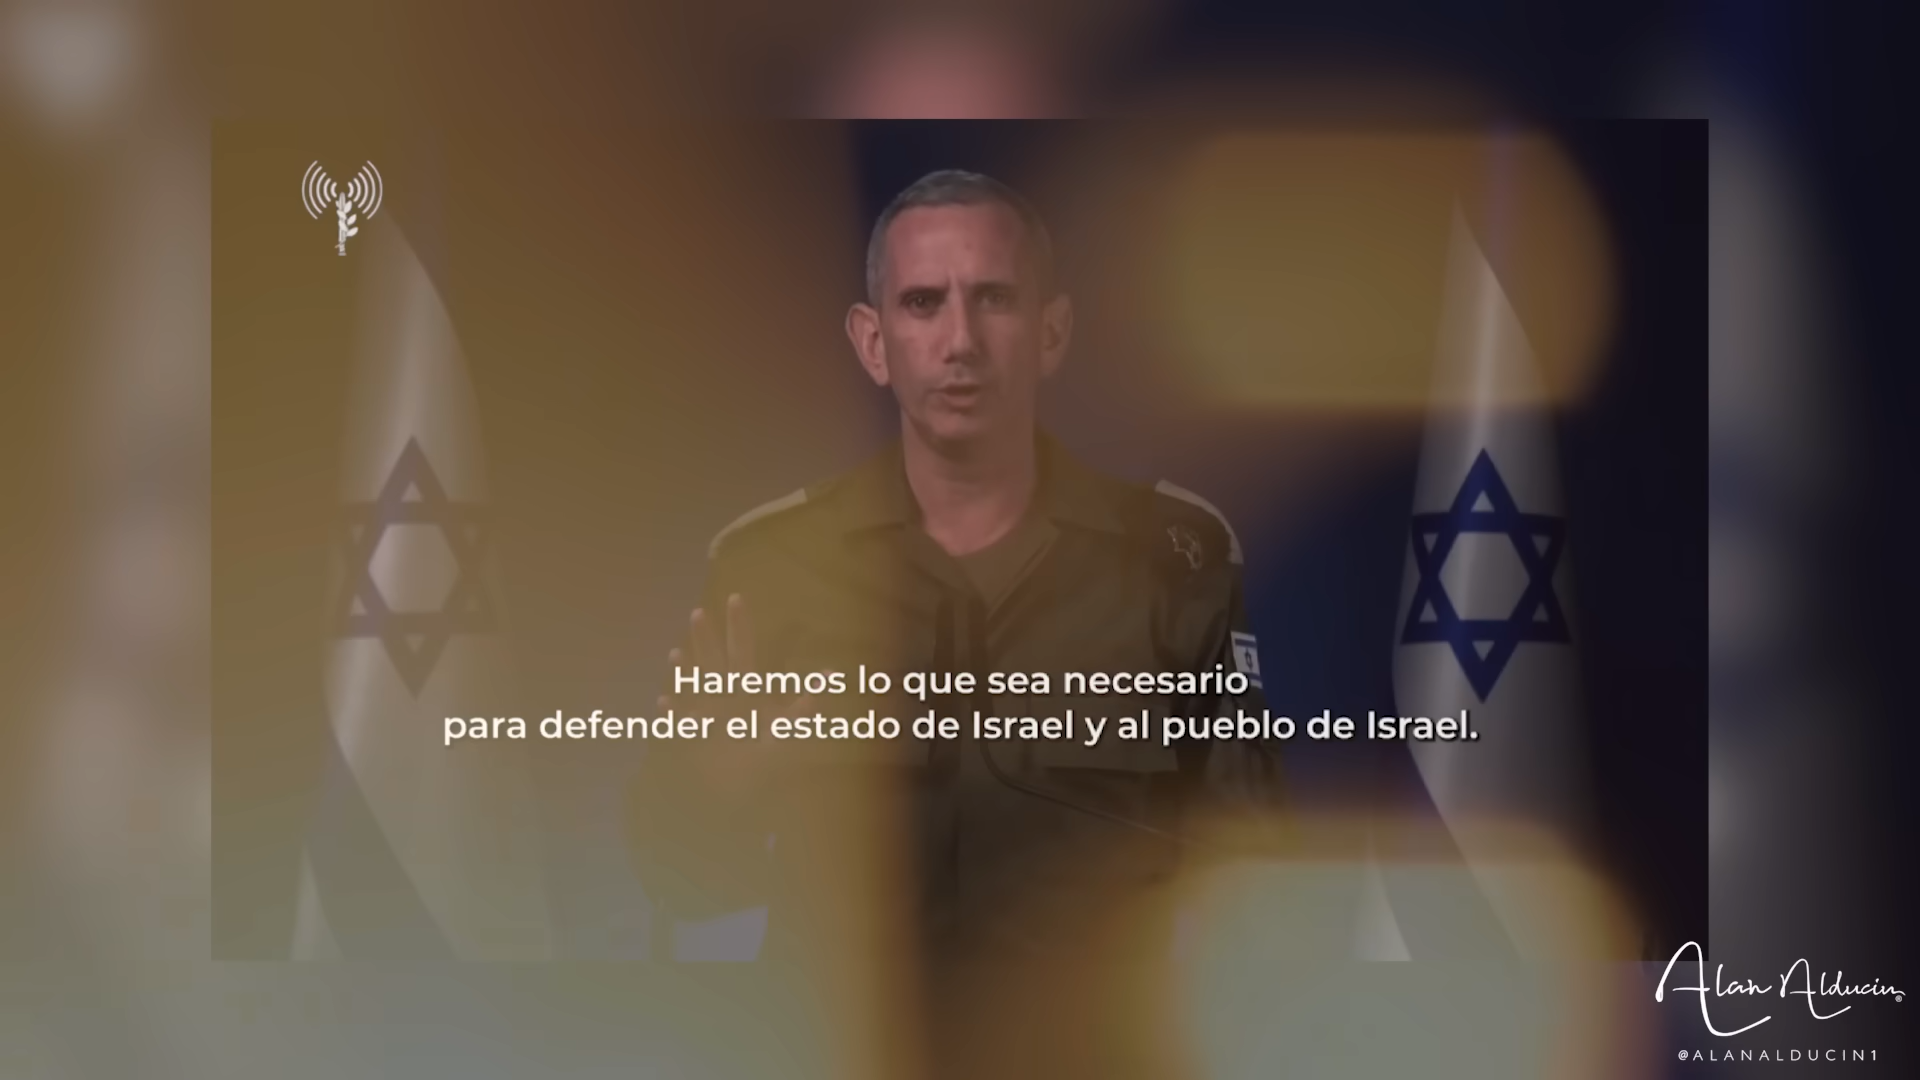 Haremos lo que sea necesario
para defender el estado de Israel y al pueblo de Israel.
Alan Alducin
@ALANALDUCIN1